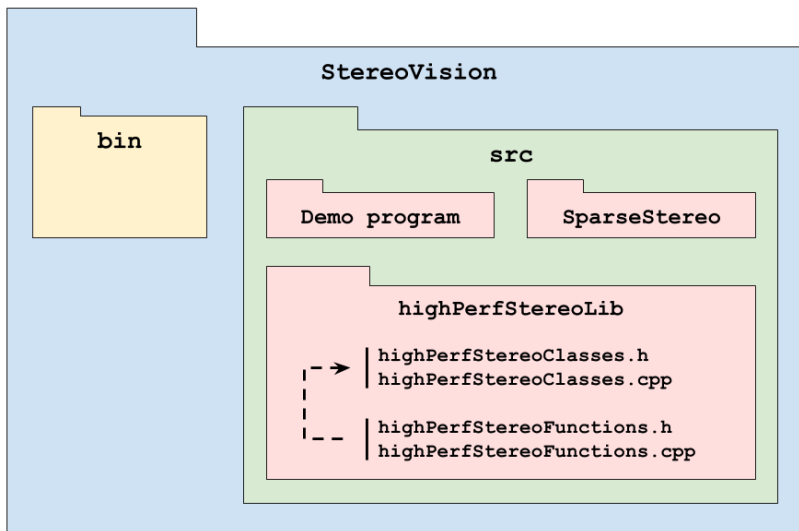 StereoVision
bin
src
Demo program
SparseStereo
highPerfStereoLib
highPerfStereoClasses.h
highPerfStereoClasses.cpp
highPerfStereoFunctions.h
highPerfStereoFunctions.cpp